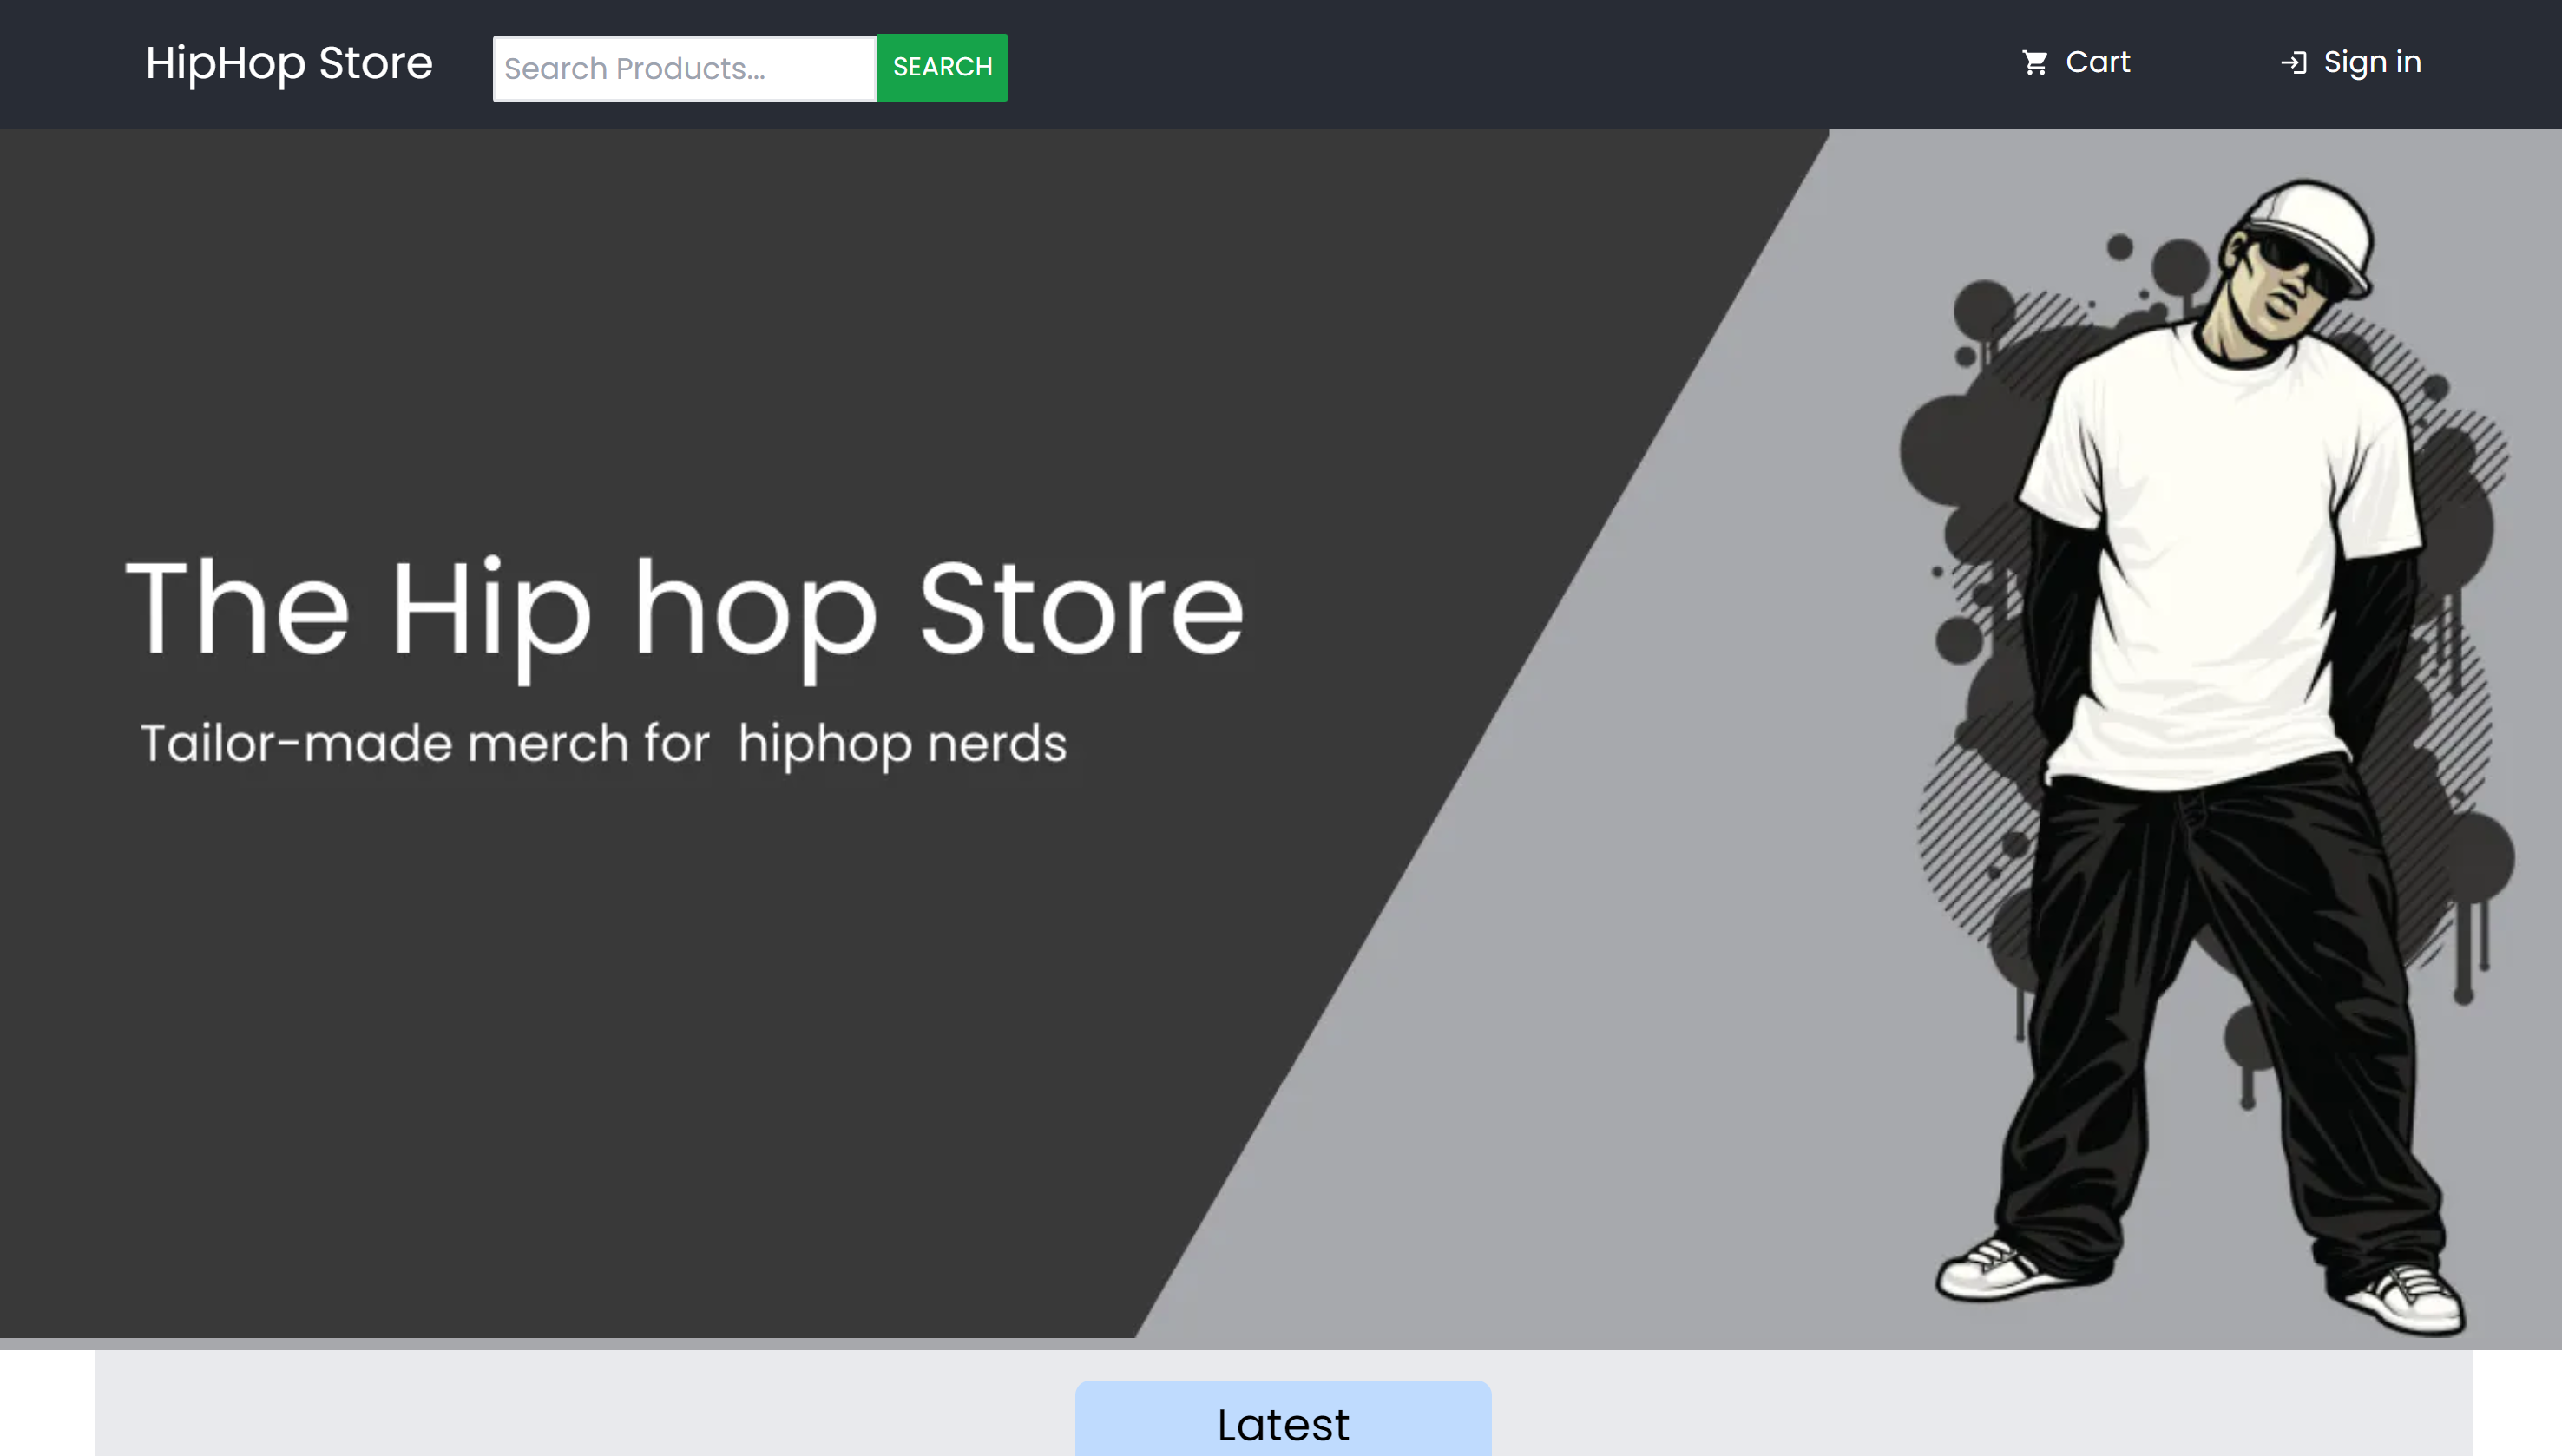 HipHop Store
Search Products...
SEARCH
Cart
Sign in
The Hip hop Store
Tailor-made merch for  hiphop nerds
Latest